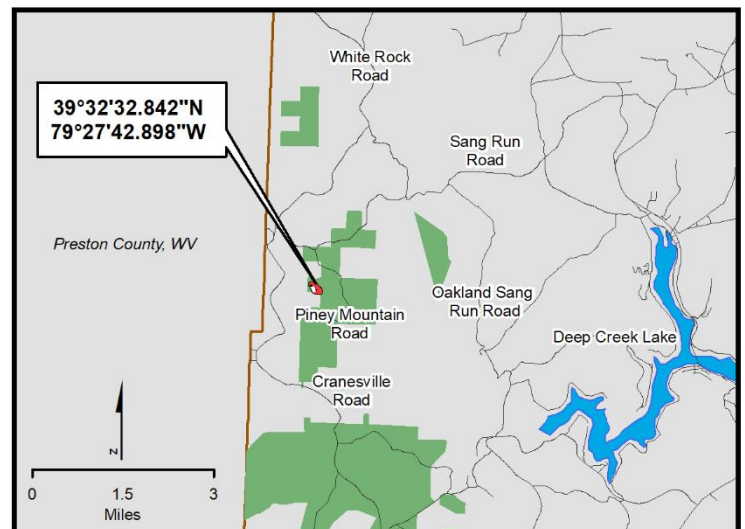 White Rock
Road
39°32'32.842"N
79°27'42.898"W
Sang Run
Road
Preston County, WV
Oakland Sang
Run Road
Piney Mountain
Road
Deep Creek Lake
Cranesville
Road
N
0 1.5 3
Miles